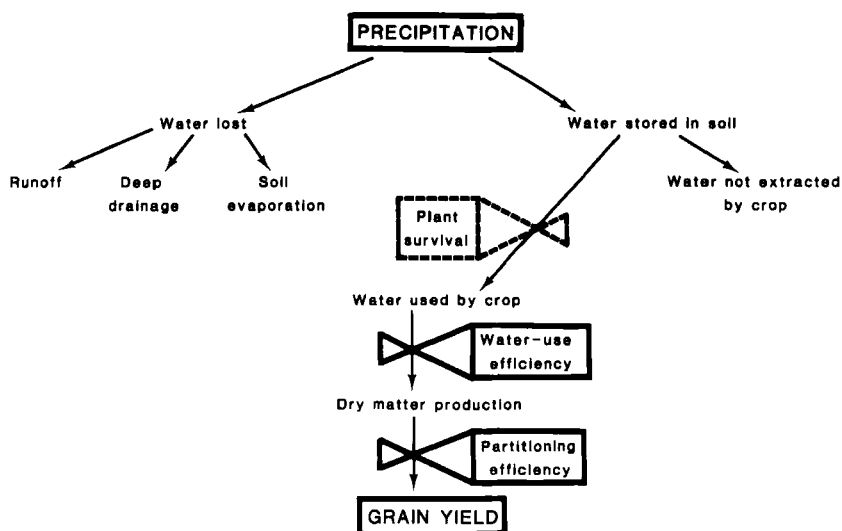 PRECIPITATION
Water lost
Water stored in soil
Runoff
Deep
drainage
Soil
evaporation
Water not extracted
by crop
Plant
survival
Water used by crop
Water-use
efficiency
Dry matter production
Partitioning
efficiency
GRAIN YIELD